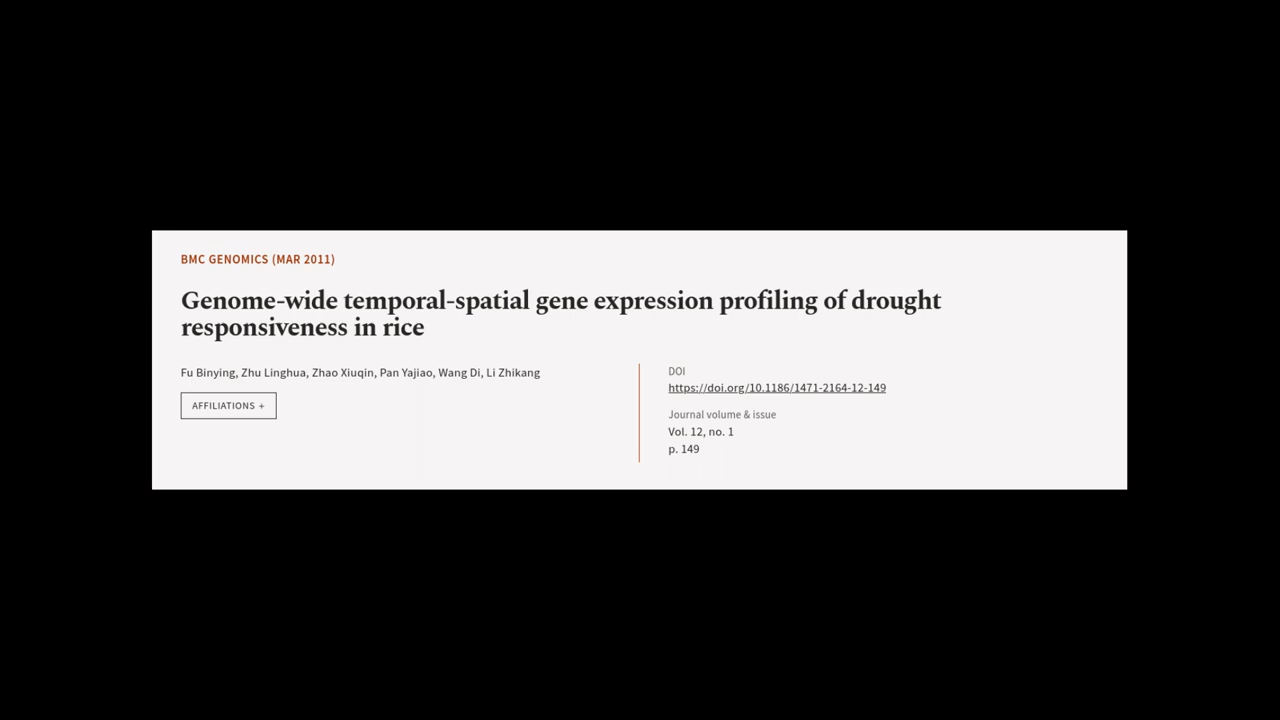 BMC GENOMICS (MAR 2011)
Genome-wide temporal-spatial gene expression profiling of drought
responsiveness in rice
Fu Binying, Zhu Linghua, Zhao Xiuqin, Pan Yajiao, Wang Di, Li Zhikang
AFFILIATIONS +
DOI
https://doi.org/10.1186/1471-2164-12-149
Journal volume & issue
Vol. 12, no. 1
p. 149